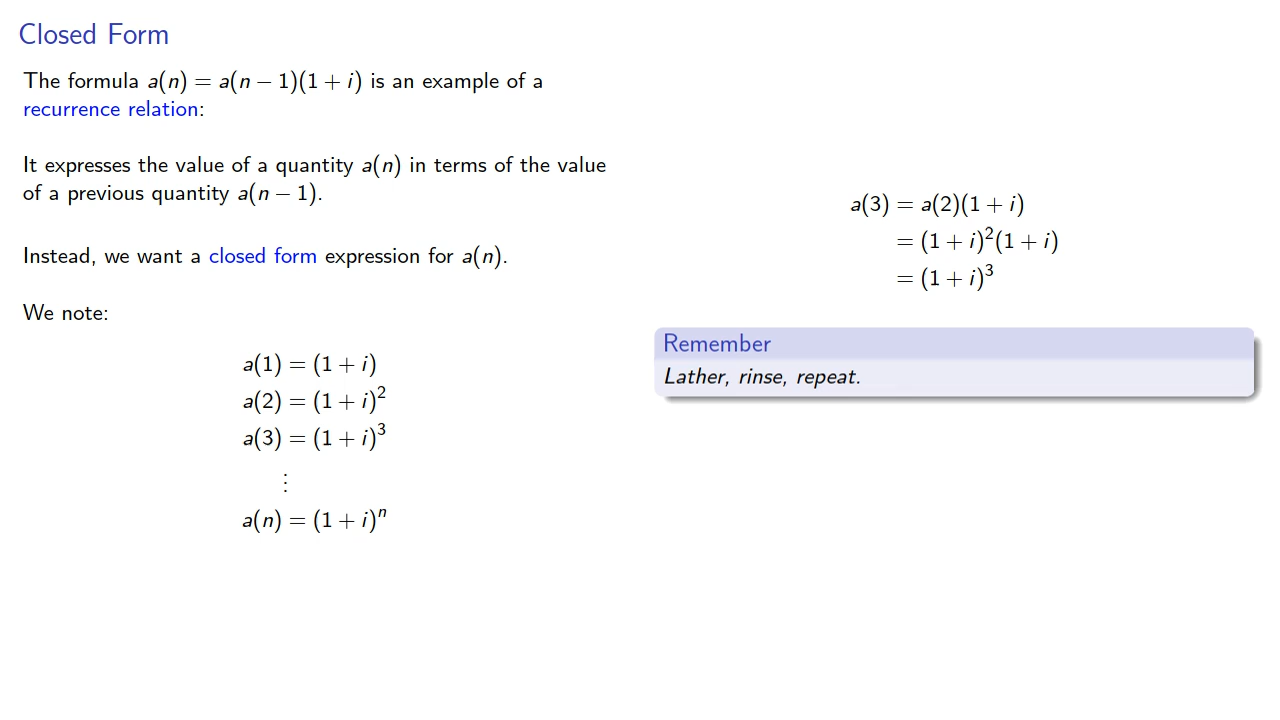 Closed Form
The formula a(n) = a(n − 1)(1 + i) is an example of a
recurrence relation:
It expresses the value of a quantity a(n) in terms of the value
of a previous quantity a(n − 1).
Instead, we want a closed form expression for a(n).
We note:
a(1) = (1 + i)
a(2) = (1 + i)²
a(3) = (1 + i)³
⋮
a(n) = (1 + i)ⁿ
a(3) = a(2)(1 + i)
= (1 + i)²(1 + i)
= (1 + i)³
Remember
Lather, rinse, repeat.